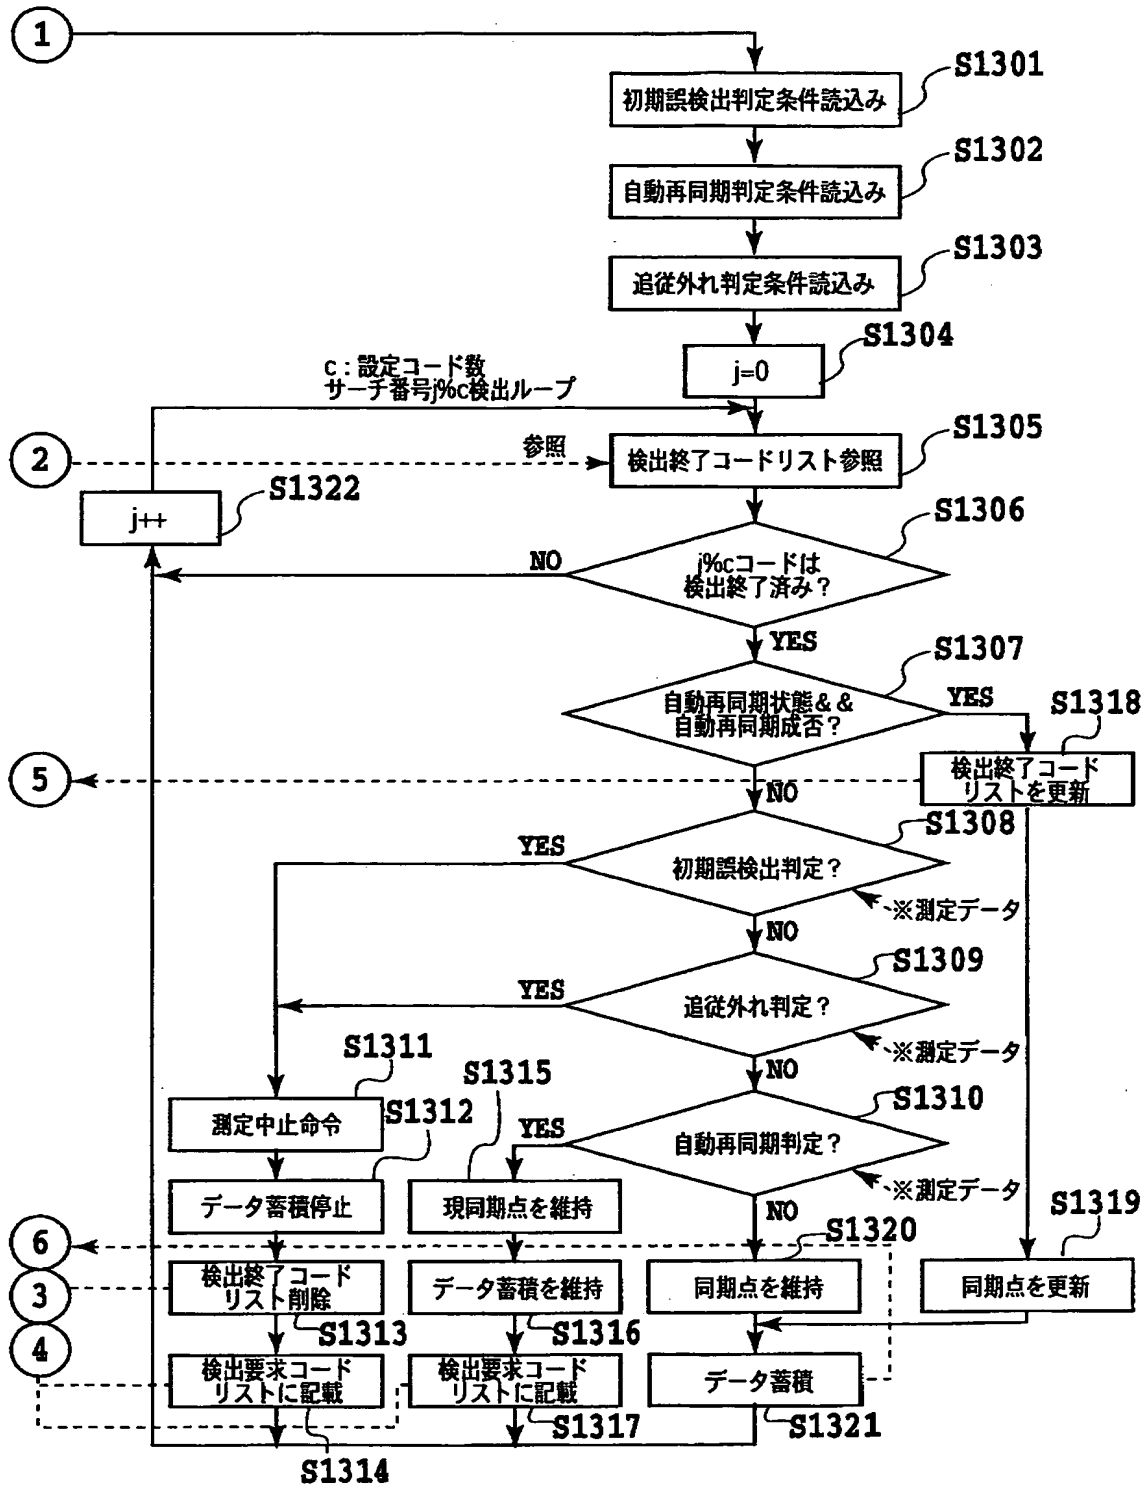 1
S1301
初期誤検出判定条件読込み
S1302
自動再同期判定条件読込み
S1303
追従外れ判定条件読込み
S1304
j=0
c：設定コード数
サーチ番号j%c検出ループ
2
参照
S1305
検出終了コードリスト参照
S1322
j++
S1306
NO
j%cコードは
検出終了済み？
YES
S1307
自動再同期状態&&
自動再同期成否？
YES
S1318
検出終了コード
リストを更新
5
NO
S1308
YES
初期誤検出判定？
※測定データ
NO
S1309
YES
追従外れ判定？
※測定データ
NO
S1310
S1311
測定中止命令
S1315
S1312
YES
自動再同期判定？
※測定データ
データ蓄積停止
現同期点を維持
NO
S1320
S1319
6
3
4
検出終了コード
リスト削除
データ蓄積を維持
同期点を維持
同期点を更新
S1313
S1316
検出要求コード
リストに記載
検出要求コード
リストに記載
データ蓄積
S1314
S1317
S1321